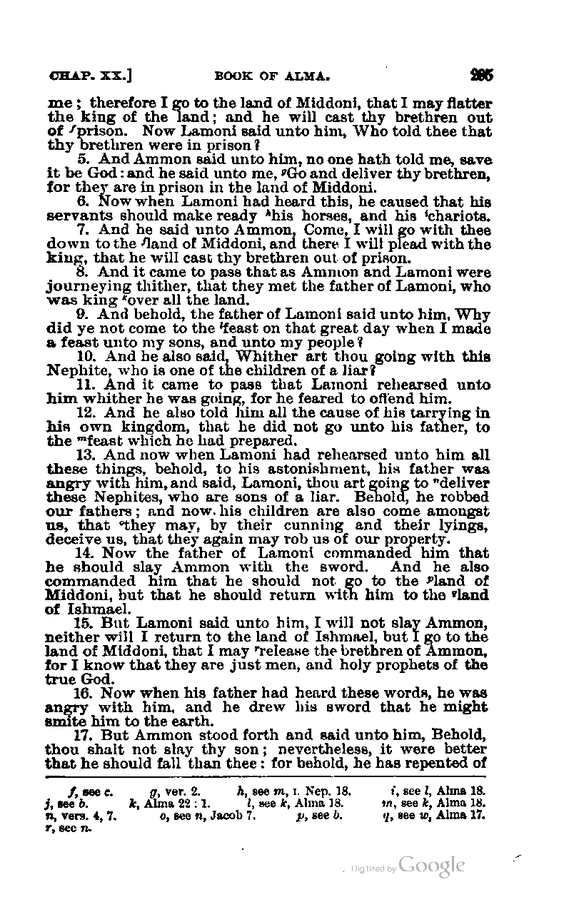 CHAP. XX.] BOOK OF ALMA. 295
me; therefore I go to the land of Middoni, that I may flatter
the king of the land; and he will cast thy brethren out
of ᶠprison. Now Lamoni said unto him, Who told thee that
thy brethren were in prison?
5. And Ammon said unto him, no one hath told me, save
it be God: and he said unto me, ᵍGo and deliver thy brethren,
for they are in prison in the land of Middoni.
6. Now when Lamoni had heard this, he caused that his
servants should make ready ʰhis horses, and his ⁱchariots.
7. And he said unto Ammon, Come, I will go with thee
down to the ʲland of Middoni, and there I will plead with the
king, that he will cast thy brethren out of prison.
8. And it came to pass that as Ammon and Lamoni were
journeying thither, that they met the father of Lamoni, who
was king ᵏover all the land.
9. And behold, the father of Lamoni said unto him, Why
did ye not come to the ˡfeast on that great day when I made
a feast unto my sons, and unto my people?
10. And he also said, Whither art thou going with this
Nephite, who is one of the children of a liar?
11. And it came to pass that Lamoni rehearsed unto
him whither he was going, for he feared to offend him.
12. And he also told him all the cause of his tarrying in
his own kingdom, that he did not go unto his father, to
the ᵐfeast which he had prepared.
13. And now when Lamoni had rehearsed unto him all
these things, behold, to his astonishment, his father was
angry with him, and said, Lamoni, thou art going to ⁿdeliver
these Nephites, who are sons of a liar. Behold, he robbed
our fathers; and now. his children are also come amongst
us, that ᵒthey may, by their cunning and their lyings,
deceive us, that they again may rob us of our property.
14. Now the father of Lamoni commanded him that
he should slay Ammon with the sword. And he also
commanded him that he should not go to the ᵖland of
Middoni, but that he should return with him to the �qland
of Ishmael.
15. But Lamoni said unto him, I will not slay Ammon,
neither will I return to the land of Ishmael, but I go to the
land of Middoni, that I may ʳrelease the brethren of Ammon,
for I know that they are just men, and holy prophets of the
true God.
16. Now when his father had heard these words, he was
angry with him, and he drew his sword that he might
smite him to the earth.
17. But Ammon stood forth and said unto him, Behold,
thou shalt not slay thy son; nevertheless, it were better
that he should fall than thee: for behold, he has repented of
f, see c. g, ver. 2. h, see m, I. Nep. 18. i, see l, Alma 18.
j, see b. k, Alma 22 : 1. l, see k, Alma 18. m, see k, Alma 18.
n, vers. 4, 7. o, see n, Jacob 7. p, see b. q, see w, Alma 17.
r, see n.
Digitized by Google